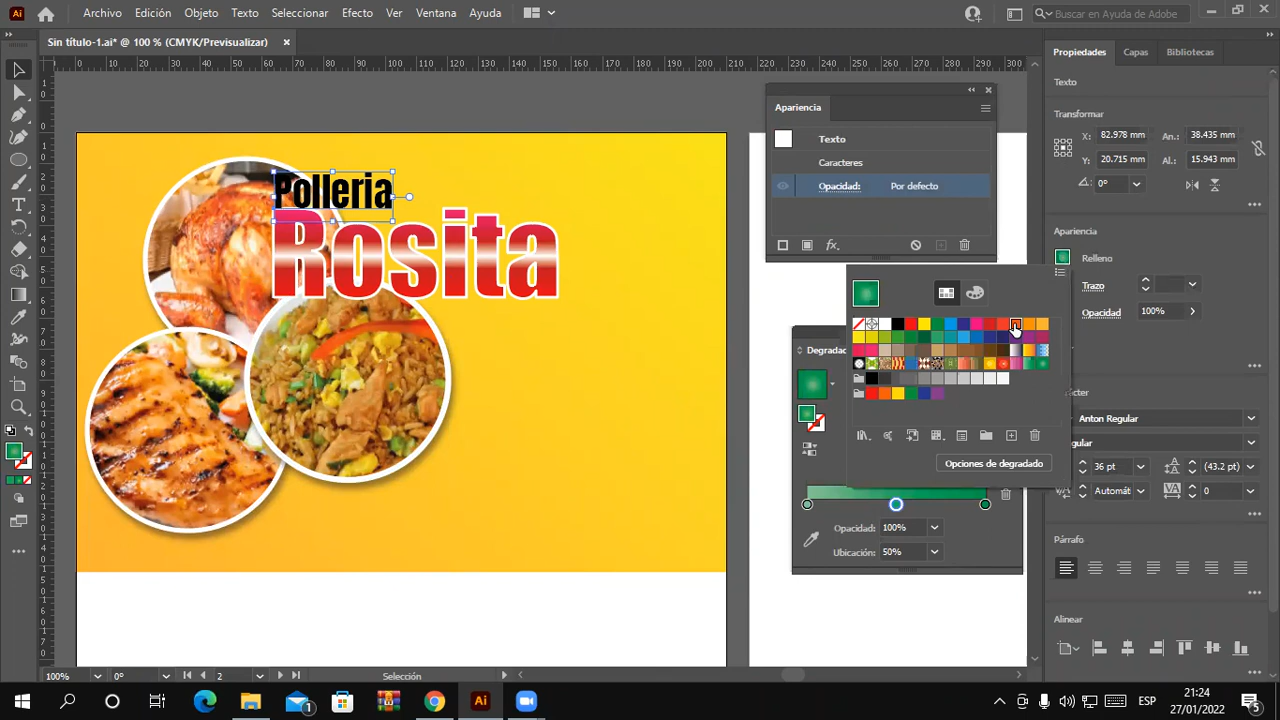 Archivo Edición Objeto Texto Seleccionar Efecto Ver Ventana Ayuda
Buscar en Ayuda de Adobe
Sin título-1.ai* @ 100 % (CMYK/Previsualizar)
Polleria
Rosita
Apariencia
Texto
Caracteres
Opacidad: Por defecto
Opciones de degradado
Opacidad: 100%
Ubicación: 50%
Propiedades Capas Bibliotecas
Texto
Transformar
X: 82.978 mm An.: 38.435 mm
Y: 20.715 mm Al.: 15.943 mm
0°
Apariencia
Relleno
Trazo
Opacidad 100%
Anton Regular
36 pt (43.2 pt)
0
Párrafo
Alinear
100% 0° 2 Selección
ESP
21:24
27/01/2022